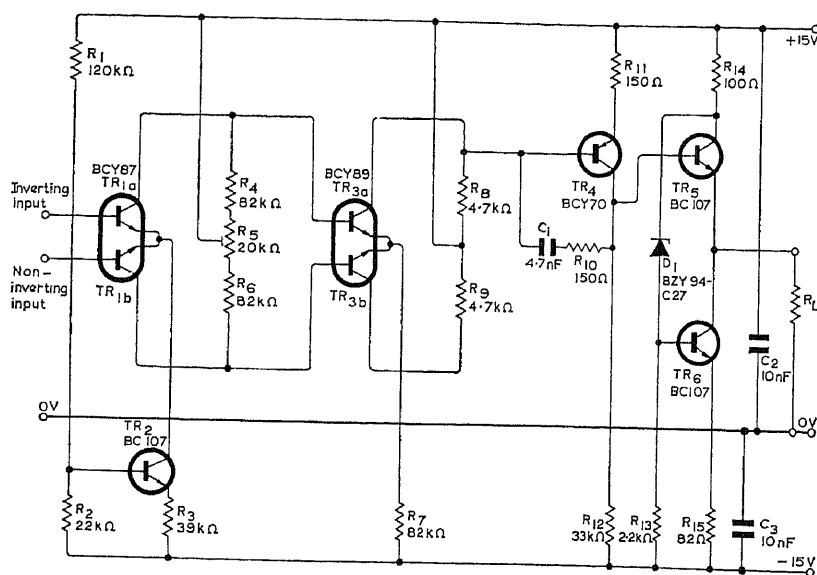 +15V
R1
120kΩ
R11
150Ω
R14
100Ω
BCY87
TR1a
BCY89
TR3a
TR4
BCY70
TR5
BC107
Inverting
input
R4
82kΩ
R8
4.7kΩ
R5
20kΩ
C1
4.7nF
R10
150Ω
Non-
inverting
input
TR1b
R6
82kΩ
TR3b
R9
4.7kΩ
D1
BZY94-
C27
RL
TR6
BC107
C2
10nF
0V
0V
TR2
BC107
R2
22kΩ
R3
39kΩ
R7
82kΩ
R12
33kΩ
R13
2.2kΩ
R15
82Ω
C3
10nF
-15V